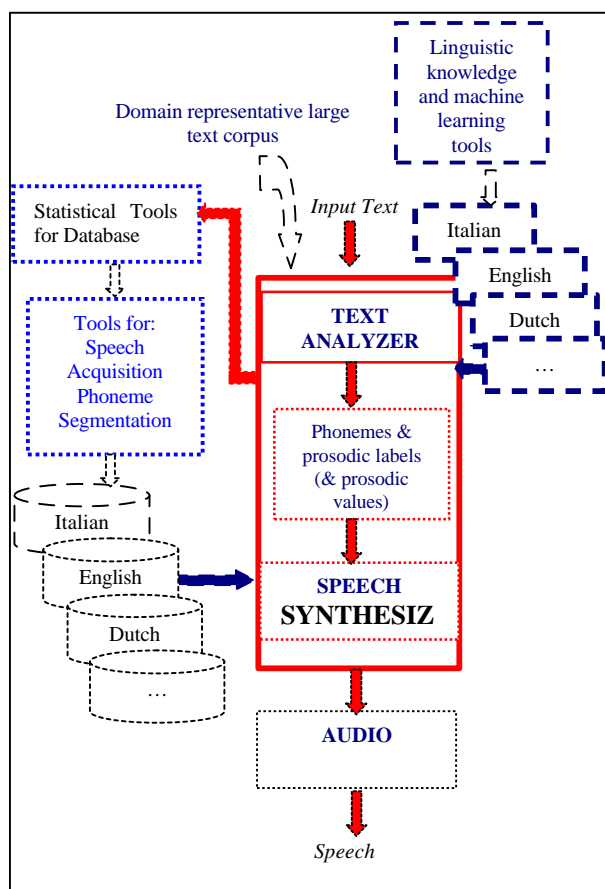 Linguistic
knowledge
and machine
learning
tools
Domain representative large
text corpus
Input Text
Statistical Tools
for Database
Italian
English
Dutch
…
TEXT
ANALYZER
Tools for:
Speech
Acquisition
Phoneme
Segmentation
Phonemes &
prosodic labels
(& prosodic
values)
Italian
English
Dutch
…
SPEECH
SYNTHESIZ
AUDIO
Speech